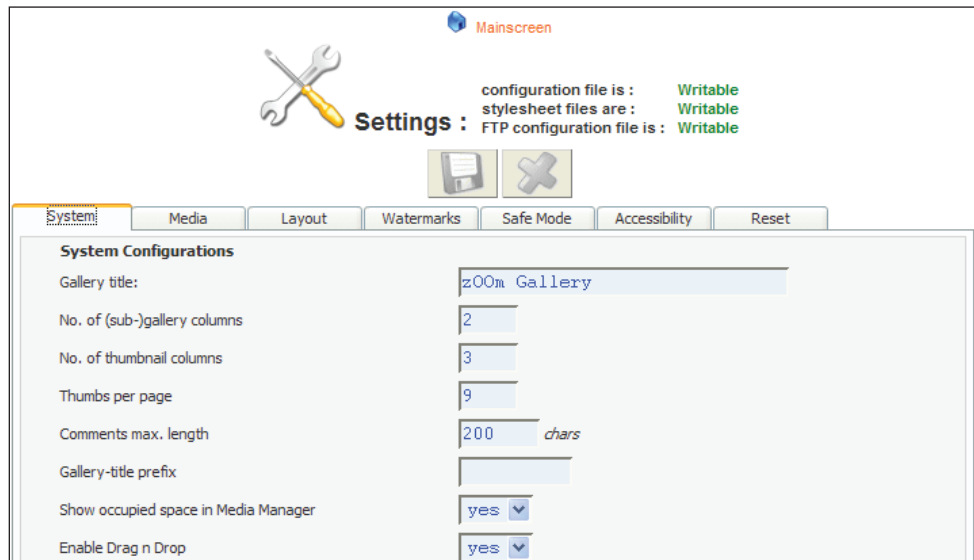 Mainscreen
Settings :
configuration file is : Writable
stylesheet files are : Writable
FTP configuration file is : Writable
System Media Layout Watermarks Safe Mode Accessibility Reset
System Configurations
Gallery title: zOOm Gallery
No. of (sub-)gallery columns 2
No. of thumbnail columns 3
Thumbs per page 9
Comments max. length 200 chars
Gallery-title prefix
Show occupied space in Media Manager yes
Enable Drag n Drop yes